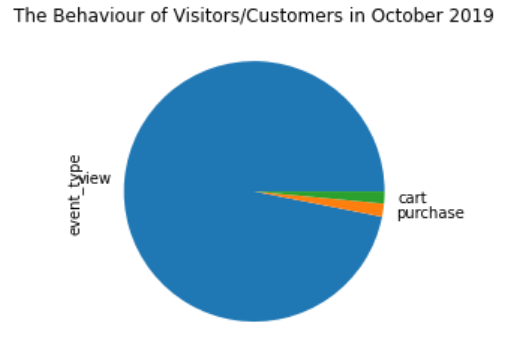 The Behaviour of Visitors/Customers in October 2019
event_type
view
cart
purchase